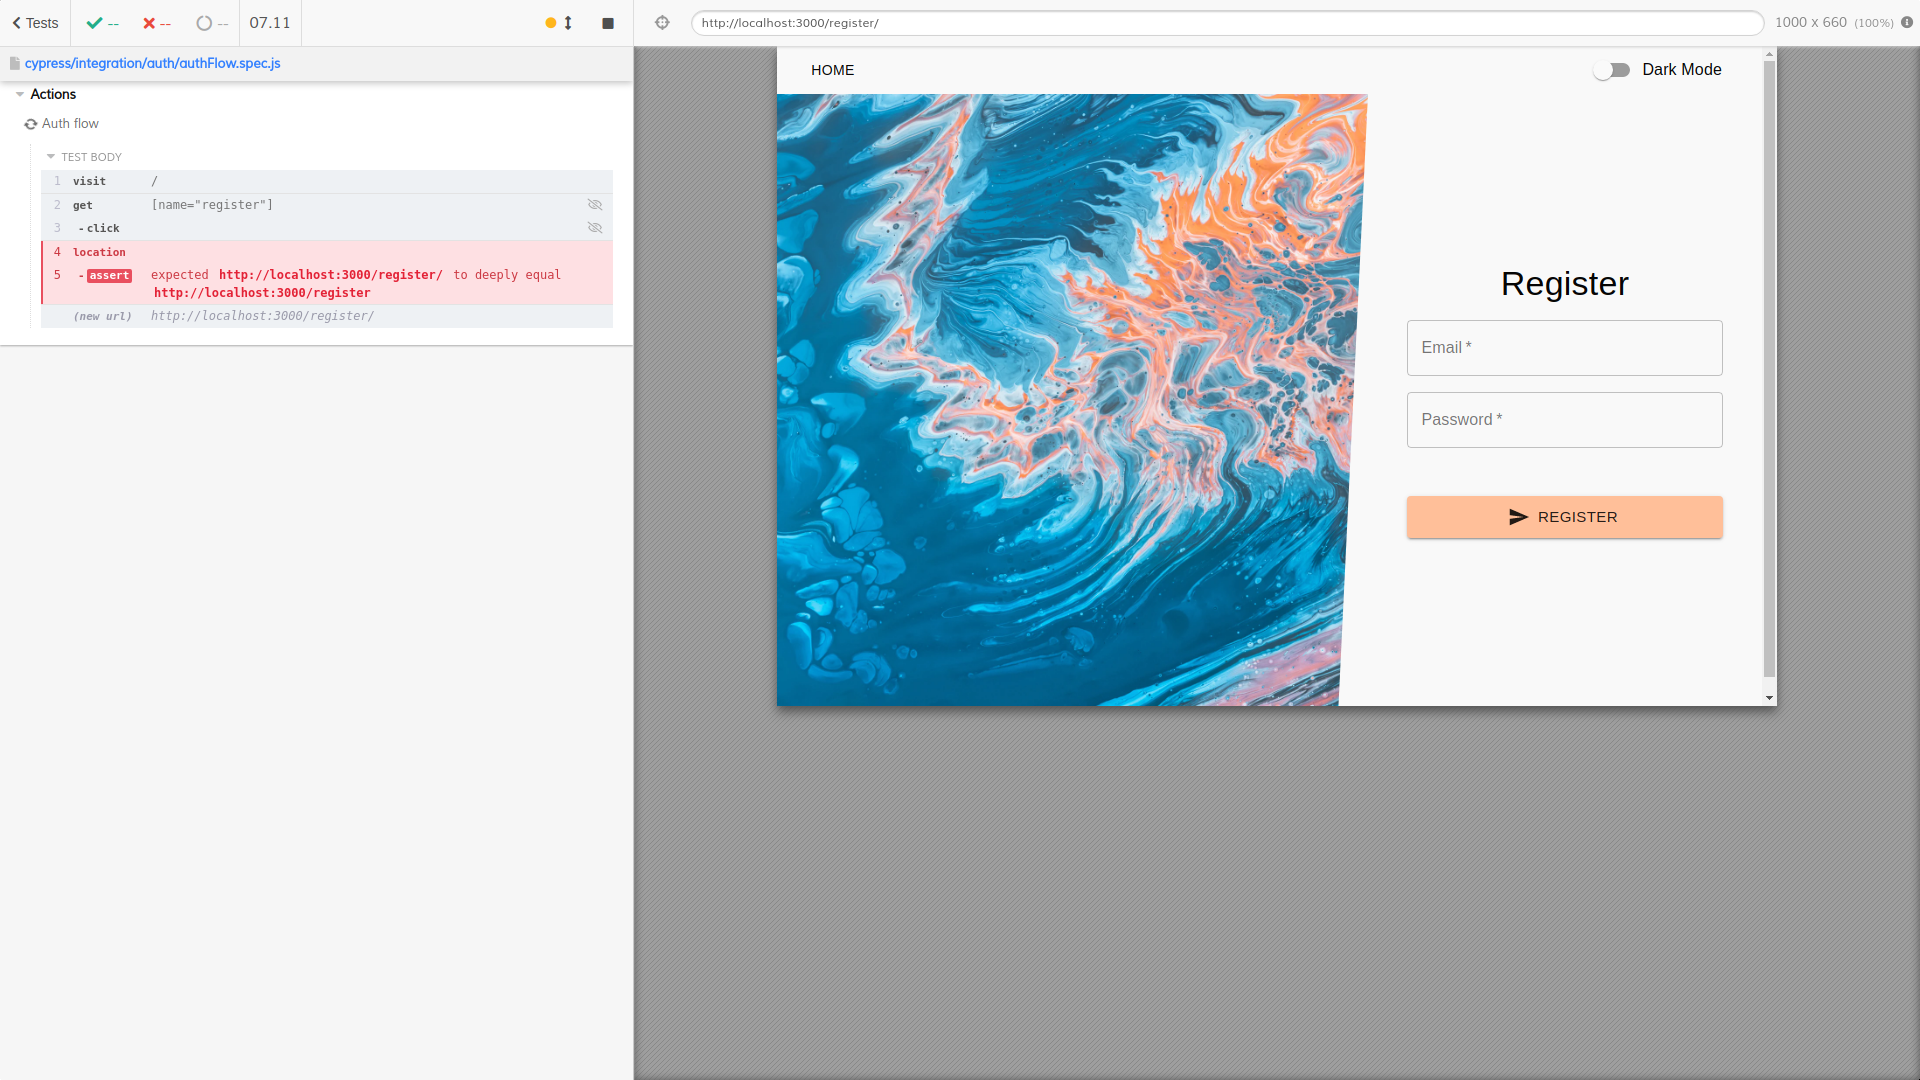 Tests
--
--
--
07.11
http://localhost:3000/register/
1000 x 660 (100%)
cypress/integration/auth/authFlow.spec.js
Actions
Auth flow
TEST BODY
1 visit /
2 get [name="register"]
3 -click
4 location
5 -assert expected http://localhost:3000/register/ to deeply equal
http://localhost:3000/register
(new url) http://localhost:3000/register/
HOME
Dark Mode
Register
Email *
Password *
REGISTER